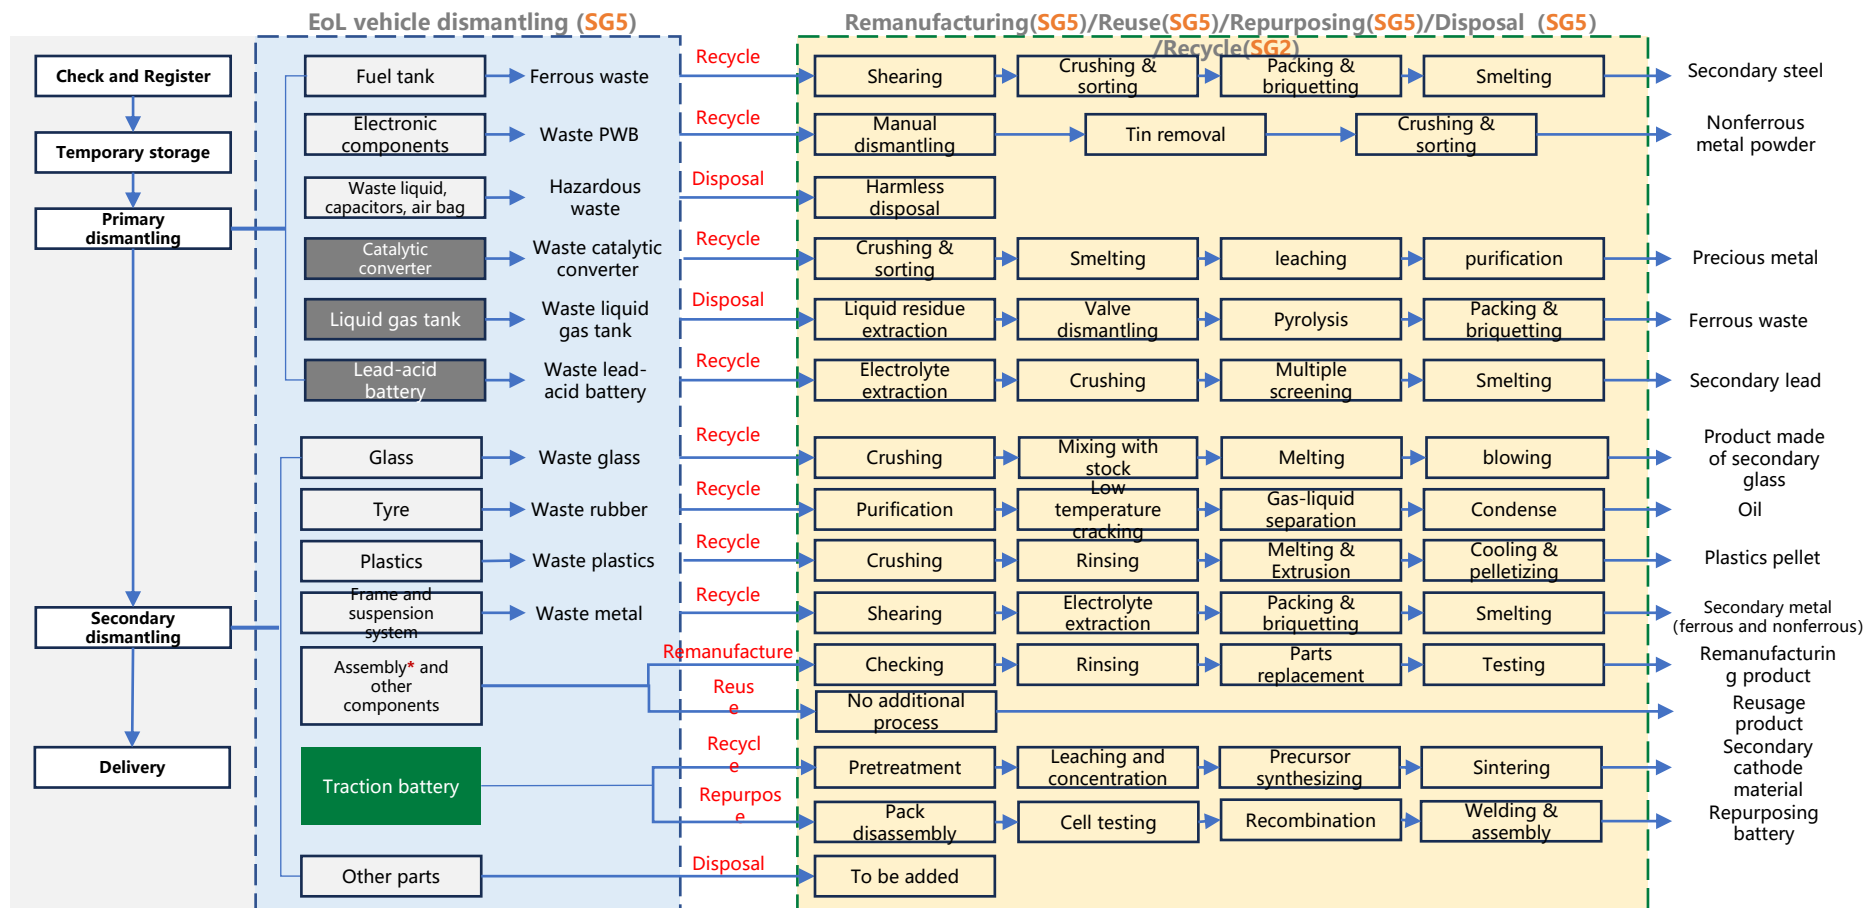 EoL vehicle dismantling (SG5)
Remanufacturing(SG5)/Reuse(SG5)/Repurposing(SG5)/Disposal (SG5)
/Recycle(SG2)
Check and Register
Temporary storage
Primary
dismantling
Secondary
dismantling
Delivery
Fuel tank
Ferrous waste
Recycle
Shearing
Crushing &
sorting
Packing &
briquetting
Smelting
Secondary steel
Electronic
components
Waste PWB
Recycle
Manual
dismantling
Tin removal
Crushing &
sorting
Nonferrous
metal powder
Waste liquid,
capacitors, air bag
Hazardous
waste
Disposal
Harmless
disposal
Catalytic
converter
Waste catalytic
converter
Recycle
Crushing &
sorting
Smelting
leaching
purification
Precious metal
Liquid gas tank
Waste liquid
gas tank
Disposal
Liquid residue
extraction
Valve
dismantling
Pyrolysis
Packing &
briquetting
Ferrous waste
Lead-acid
battery
Waste lead-
acid battery
Recycle
Electrolyte
extraction
Crushing
Multiple
screening
Smelting
Secondary lead
Glass
Waste glass
Recycle
Crushing
Mixing with
stock
Melting
blowing
Product made
of secondary
glass
Tyre
Waste rubber
Recycle
Purification
Low
temperature
cracking
Gas-liquid
separation
Condense
Oil
Plastics
Waste plastics
Recycle
Crushing
Rinsing
Melting &
Extrusion
Cooling &
pelletizing
Plastics pellet
Frame and
suspension
system
Waste metal
Recycle
Shearing
Electrolyte
extraction
Packing &
briquetting
Smelting
Secondary metal
(ferrous and nonferrous)
Assembly* and
other
components
Remanufacture
Checking
Rinsing
Parts
replacement
Testing
Remanufacturin
g product
Reus
e
No additional
process
Reusage
product
Traction battery
Recycl
e
Pretreatment
Leaching and
concentration
Precursor
synthesizing
Sintering
Secondary
cathode
material
Repurpos
e
Pack
disassembly
Cell testing
Recombination
Welding &
assembly
Repurposing
battery
Other parts
Disposal
To be added